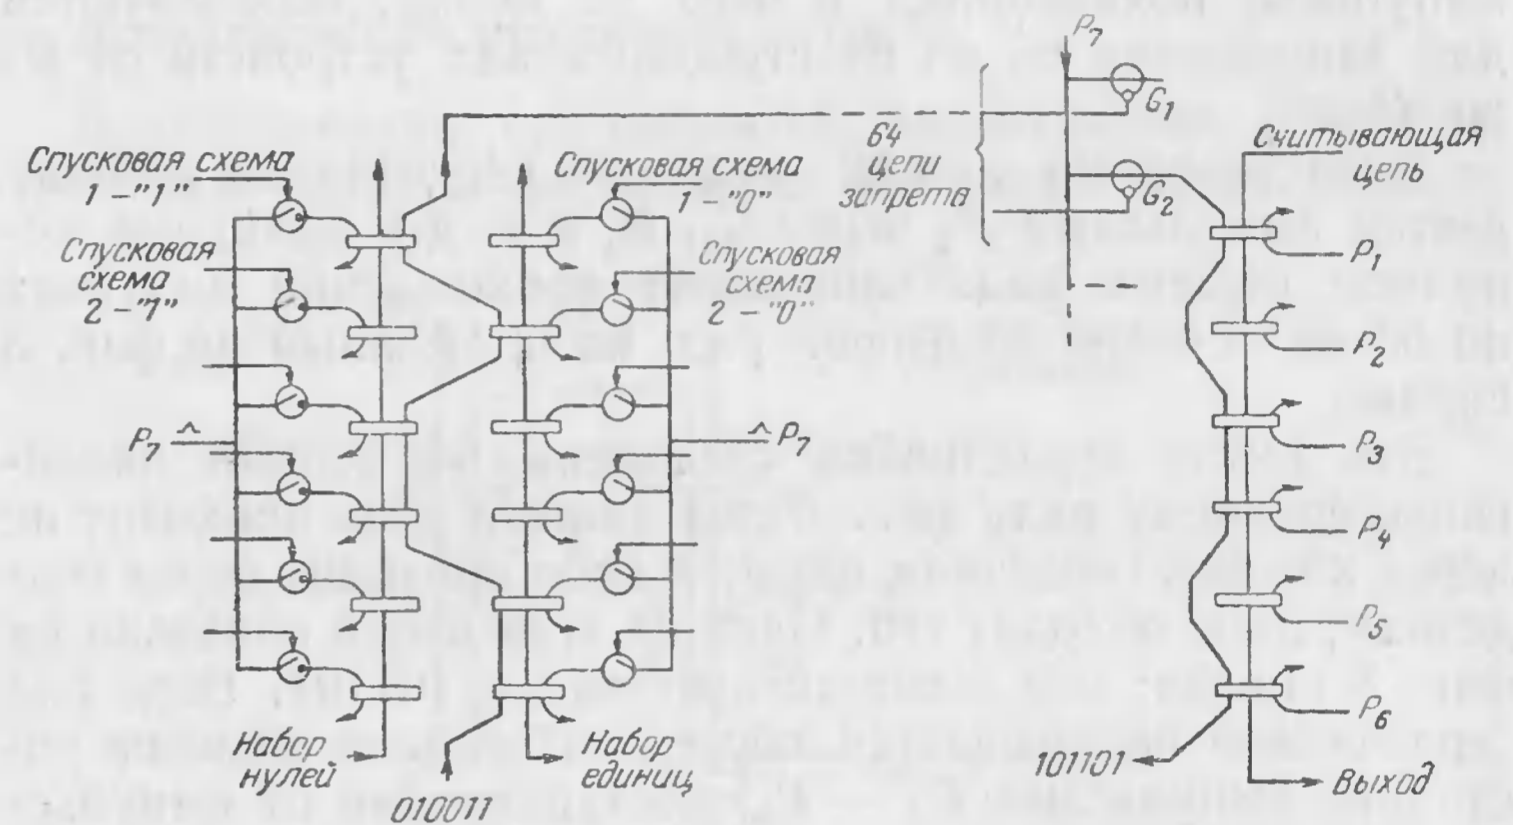 P7
G1
Спусковая схема
1 – "1"
Спусковая схема
1 – "0"
64
цепи
запрета
G2
Считывающая
цепь
Спусковая
схема
2 – "1"
Спусковая
схема
2 – "0"
P1
P2
P7
P7
P3
P4
P5
P6
Набор
нулей
010011
Набор
единиц
101101
Выход